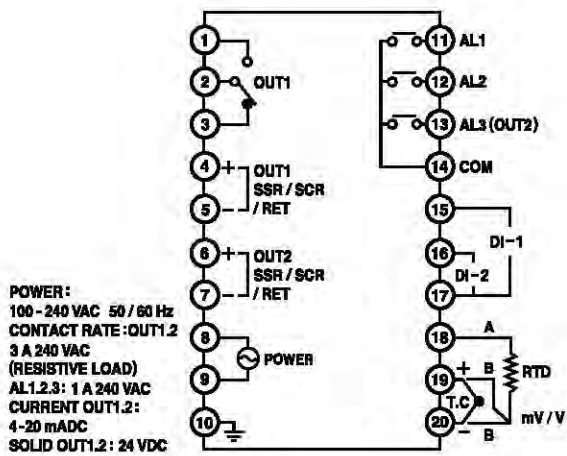 1
2
3
OUT1
4 +
OUT1
SSR / SCR
5 -
/ RET
6 +
OUT2
SSR / SCR
7 -
/ RET
8
POWER
9
10
11 AL1
12 AL2
13 AL3 (OUT2)
14 COM
15
DI-1
16
DI-2
17
18 A
RTD
19 + B
T.C
mV / V
20 - B
POWER:
100-240 VAC 50 / 60 Hz
CONTACT RATE : OUT1.2
3 A 240 VAC
(RESISTIVE LOAD)
AL1.2.3: 1 A 240 VAC
CURRENT OUT1.2:
4-20 mADC
SOLID OUT1.2: 24 VDC